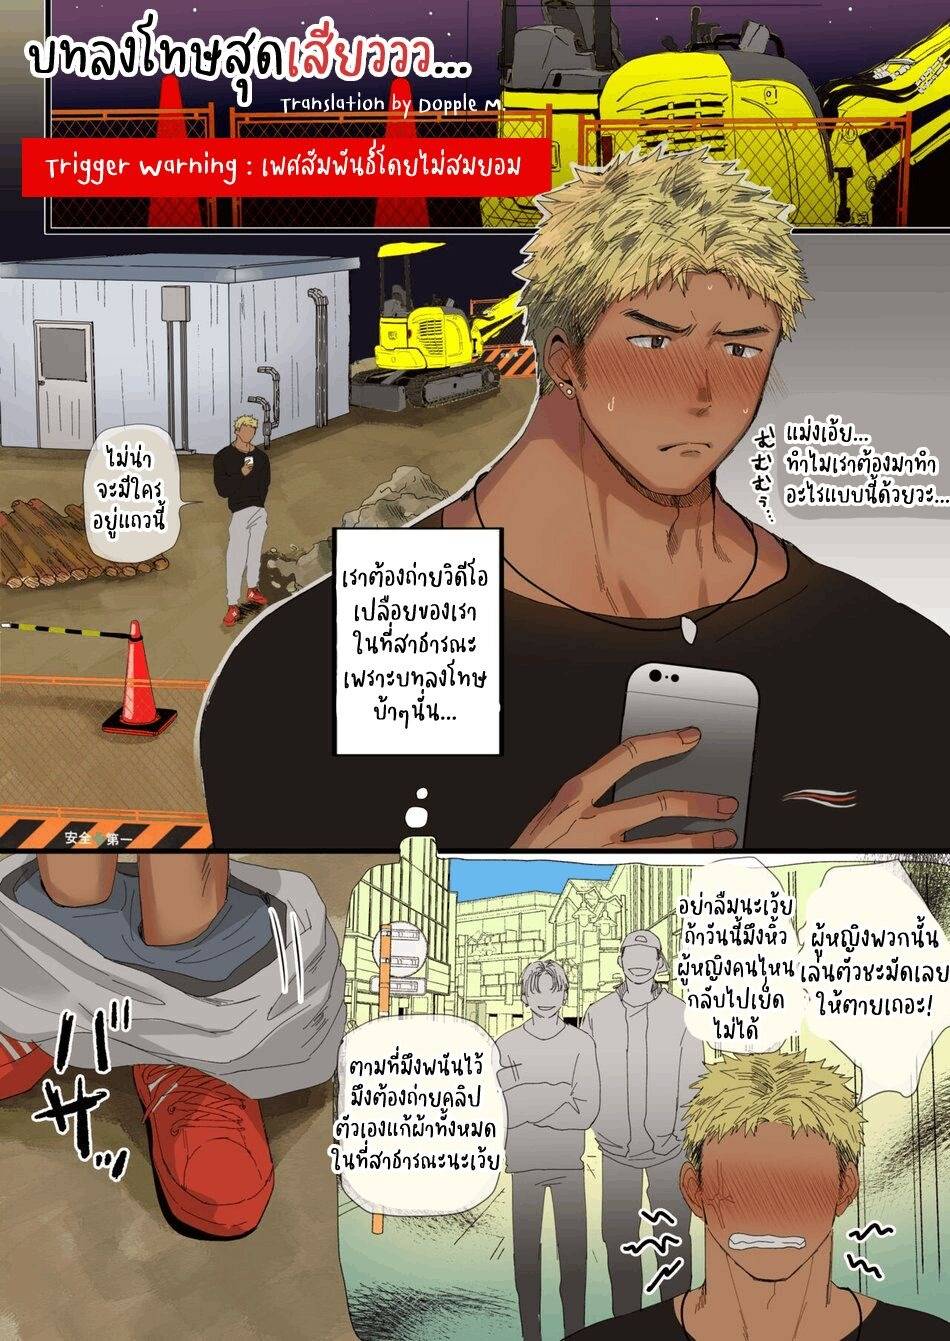 บทลงโทษสุดเสียววว...
Translation by Dopple M.
Trigger Warning : เพศสัมพันธ์โดยไม่สมยอม
ไม่น่า
จะมีใคร
อยู่แถวนี้
แม่งเอ้ย...
ทำไมเราต้องมาทำ
อะไรแบบนี้ด้วยวะ...
むむむぅ…
เราต้องถ่ายวิดีโอ
เปลือยของเรา
ในที่สาธารณะ
เพราะบทลงโทษ
บ้าๆนั่น...
安全 第一
バサッ
อย่าลืมนะเว้ย
ถ้าวันนี้มึงหิ้ว
ผู้หญิงคนไหน
กลับไปเย็ด
ไม่ได้
ผู้หญิงพวกนั้น
เล่นตัวชะมัดเลย
ให้ตายเถอะ!
ตามที่มึงพนันไว้
มึงต้องถ่ายคลิป
ตัวเองแก้ผ้าทั้งหมด
ในที่สาธารณะนะเว้ย